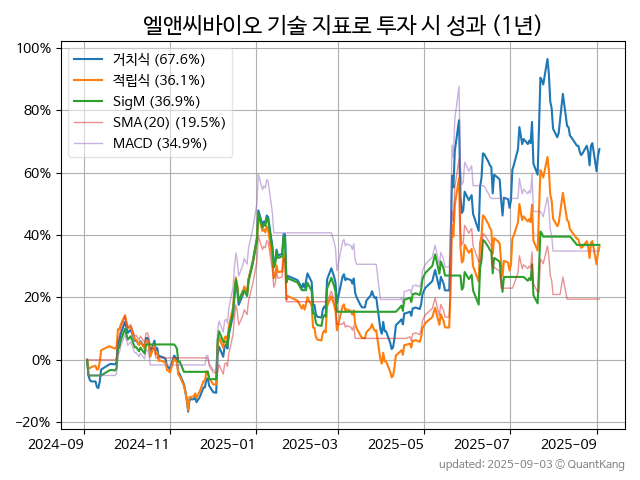 엘앤씨바이오 기술 지표로 투자 시 성과 (1년)
거치식 (67.6%)
적립식 (36.1%)
SigM (36.9%)
SMA(20) (19.5%)
MACD (34.9%)
100%
80%
60%
40%
20%
0%
−20%
2024-09
2024-11
2025-01
2025-03
2025-05
2025-07
2025-09
updated: 2025-09-03 © QuantKang